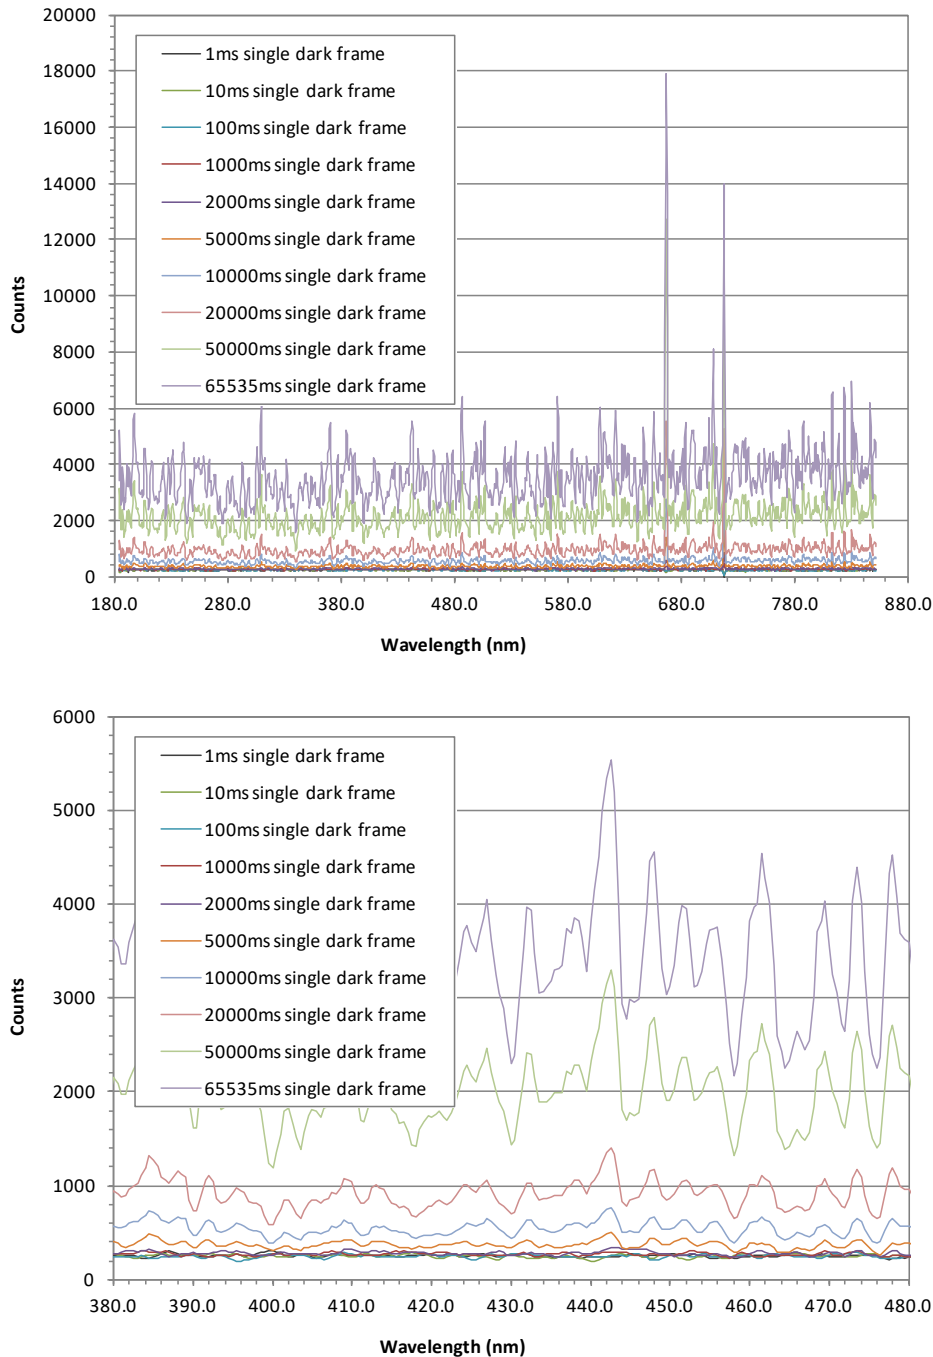 20000
18000
16000
14000
12000
10000
8000
6000
4000
2000
0
Counts
1ms single dark frame
10ms single dark frame
100ms single dark frame
1000ms single dark frame
2000ms single dark frame
5000ms single dark frame
10000ms single dark frame
20000ms single dark frame
50000ms single dark frame
65535ms single dark frame
180.0 280.0 380.0 480.0 580.0 680.0 780.0 880.0
Wavelength (nm)
6000
5000
4000
3000
2000
1000
0
Counts
1ms single dark frame
10ms single dark frame
100ms single dark frame
1000ms single dark frame
2000ms single dark frame
5000ms single dark frame
10000ms single dark frame
20000ms single dark frame
50000ms single dark frame
65535ms single dark frame
380.0 390.0 400.0 410.0 420.0 430.0 440.0 450.0 460.0 470.0 480.0
Wavelength (nm)